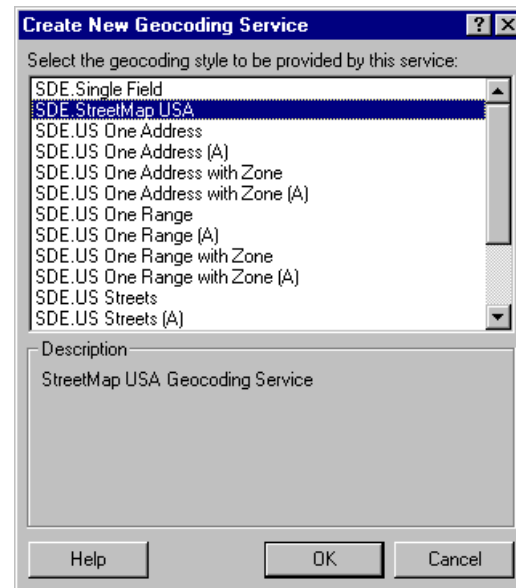 Create New Geocoding Service
Select the geocoding style to be provided by this service:
SDE.Single Field
SDE.StreetMap USA
SDE.US One Address
SDE.US One Address (A)
SDE.US One Address with Zone
SDE.US One Address with Zone (A)
SDE.US One Range
SDE.US One Range (A)
SDE.US One Range with Zone
SDE.US One Range with Zone (A)
SDE.US Streets
SDE.US Streets (A)
Description
StreetMap USA Geocoding Service
Help OK Cancel